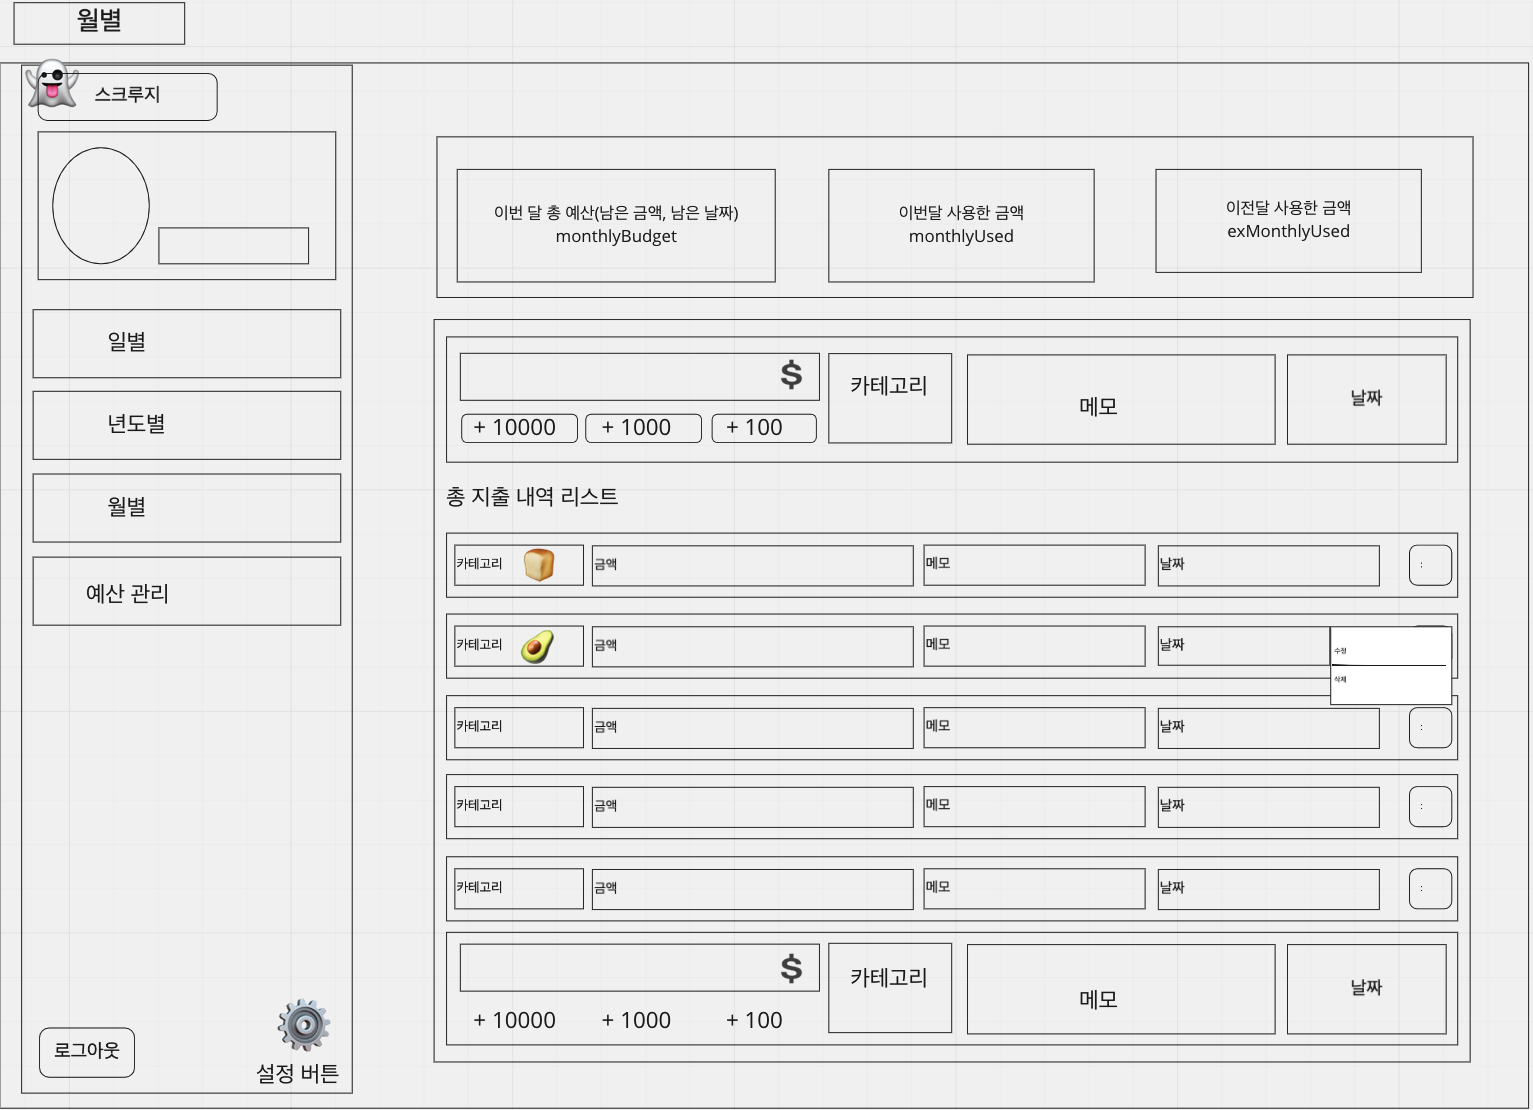 월별
스크루지
일별
년도별
월별
예산 관리
로그아웃
설정 버튼
이번 달 총 예산(남은 금액, 남은 날짜)
monthlyBudget
이번달 사용한 금액
monthlyUsed
이전달 사용한 금액
exMonthlyUsed
$
+ 10000 + 1000 + 100
카테고리
메모
날짜
총 지출 내역 리스트
카테고리 금액 메모 날짜 :
카테고리 금액 메모 날짜
수정
삭제
카테고리 금액 메모 날짜 :
카테고리 금액 메모 날짜 :
카테고리 금액 메모 날짜 :
$
+ 10000 + 1000 + 100
카테고리
메모
날짜